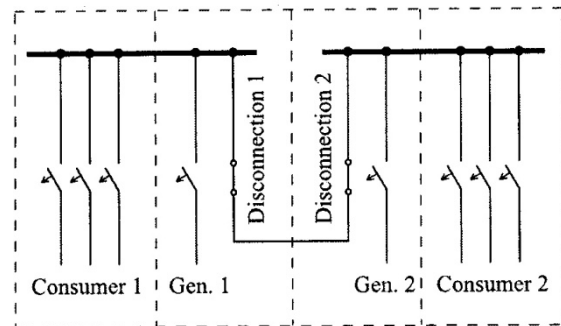 Disconnection 1
Disconnection 2
Consumer 1
Gen. 1
Gen. 2
Consumer 2